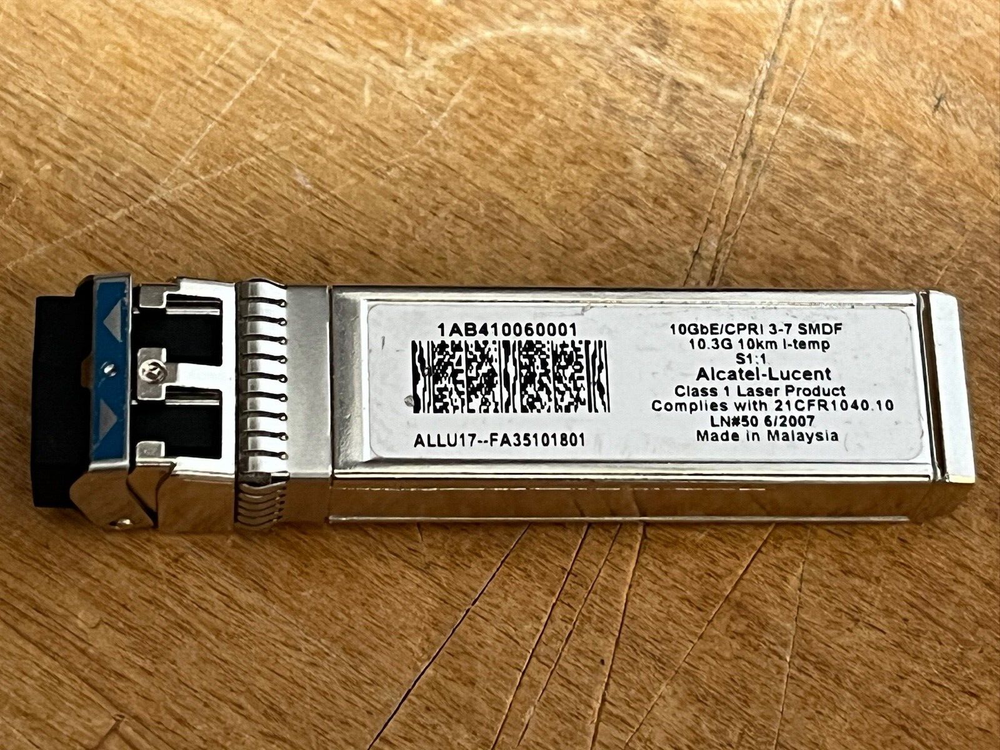 1AB410060001
ALLU17--FA35101801
10GbE/CPRI 3-7 SMDF
10.3G 10km I-temp
S1:1
Alcatel-Lucent
Class 1 Laser Product
Complies with 21CFR1040.10
LN#50 6/2007
Made in Malaysia